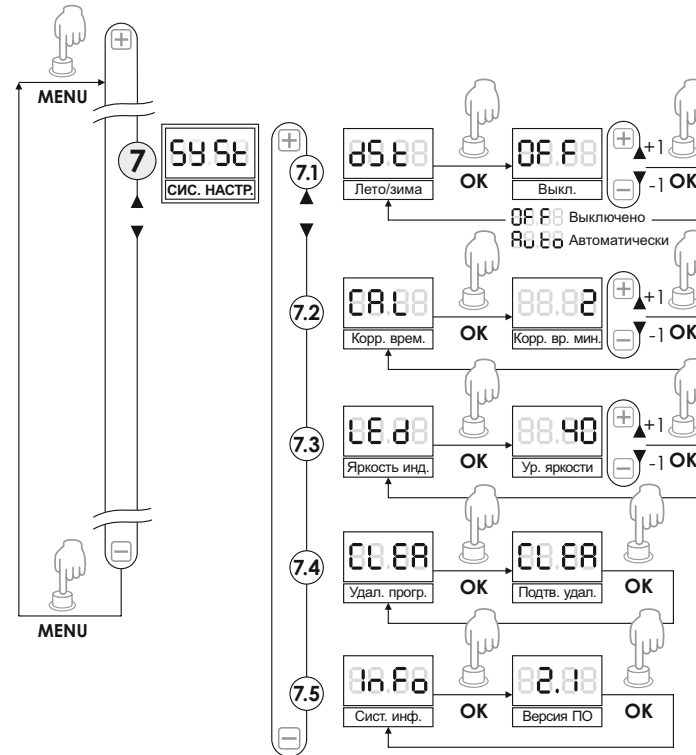 MENU
7
SYSt
СИС. НАСТР.
7.1
dSt
Лето/зима
OK
OFF
Выкл.
+
−
+1
-1 OK
OFF Выключено
Auto Автоматически
7.2
CAL
Корр. врем.
OK
2
Корр. вр. мин.
+
−
+1
-1 OK
7.3
LEd
Яркость инд.
OK
40
Ур. яркости
+
−
+1
-1 OK
7.4
CLEA
Удал. прогр.
OK
CLEA
Подтв. удал.
OK
7.5
InFo
Сист. инф.
OK
2.1
Версия ПО
OK
MENU